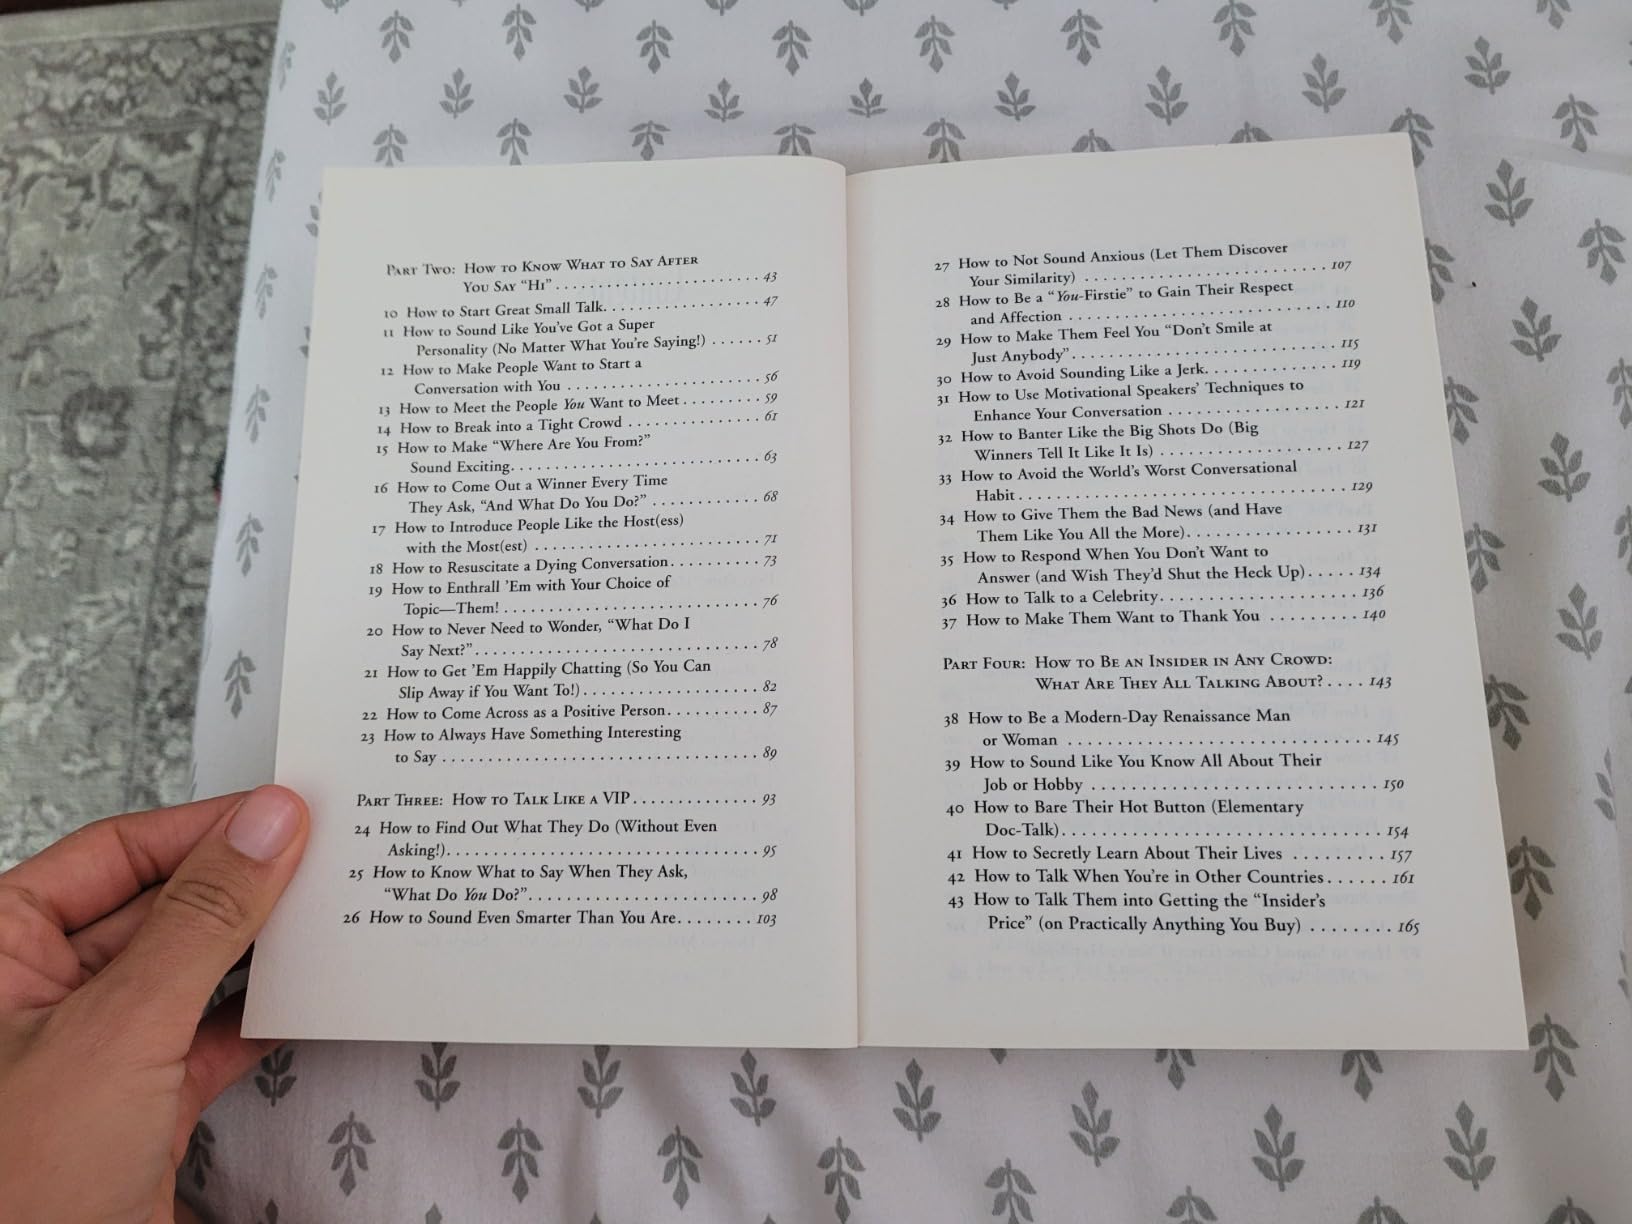 Part Two: How to Know What to Say After
You Say “Hi” . . . . . . . . . . . . . . . . . . . . . . . . 43
10 How to Start Great Small Talk. . . . . . . . . . . . . . . . . . 47
11 How to Sound Like You’ve Got a Super
Personality (No Matter What You’re Saying!) . . . . . . 51
12 How to Make People Want to Start a
Conversation with You . . . . . . . . . . . . . . . . . . . . . . 56
13 How to Meet the People You Want to Meet . . . . . . . . . 59
14 How to Break into a Tight Crowd . . . . . . . . . . . . . . . 61
15 How to Make “Where Are You From?”
Sound Exciting. . . . . . . . . . . . . . . . . . . . . . . . . . . . 63
16 How to Come Out a Winner Every Time
They Ask, “And What Do You Do?” . . . . . . . . . . . . 68
17 How to Introduce People Like the Host(ess)
with the Most(est) . . . . . . . . . . . . . . . . . . . . . . . . . 71
18 How to Resuscitate a Dying Conversation. . . . . . . . . . 73
19 How to Enthrall ’Em with Your Choice of
Topic—Them! . . . . . . . . . . . . . . . . . . . . . . . . . . . . 76
20 How to Never Need to Wonder, “What Do I
Say Next?”. . . . . . . . . . . . . . . . . . . . . . . . . . . . . . . 78
21 How to Get ’Em Happily Chatting (So You Can
Slip Away if You Want To!) . . . . . . . . . . . . . . . . . . . 82
22 How to Come Across as a Positive Person. . . . . . . . . . 87
23 How to Always Have Something Interesting
to Say . . . . . . . . . . . . . . . . . . . . . . . . . . . . . . . . . . 89
Part Three: How to Talk Like a VIP. . . . . . . . . . . . . 93
24 How to Find Out What They Do (Without Even
Asking!). . . . . . . . . . . . . . . . . . . . . . . . . . . . . . . . . 95
25 How to Know What to Say When They Ask,
“What Do You Do?”. . . . . . . . . . . . . . . . . . . . . . . . 98
26 How to Sound Even Smarter Than You Are. . . . . . . . 103
27 How to Not Sound Anxious (Let Them Discover
Your Similarity) . . . . . . . . . . . . . . . . . . . . . . . . . . 107
28 How to Be a “You-Firstie” to Gain Their Respect
and Affection . . . . . . . . . . . . . . . . . . . . . . . . . . . . 110
29 How to Make Them Feel You “Don’t Smile at
Just Anybody”. . . . . . . . . . . . . . . . . . . . . . . . . . . . 115
30 How to Avoid Sounding Like a Jerk. . . . . . . . . . . . . . 119
31 How to Use Motivational Speakers’ Techniques to
Enhance Your Conversation . . . . . . . . . . . . . . . . . . 121
32 How to Banter Like the Big Shots Do (Big
Winners Tell It Like It Is) . . . . . . . . . . . . . . . . . . . 127
33 How to Avoid the World’s Worst Conversational
Habit . . . . . . . . . . . . . . . . . . . . . . . . . . . . . . . . . . 129
34 How to Give Them the Bad News (and Have
Them Like You All the More). . . . . . . . . . . . . . . . . 131
35 How to Respond When You Don’t Want to
Answer (and Wish They’d Shut the Heck Up). . . . . 134
36 How to Talk to a Celebrity. . . . . . . . . . . . . . . . . . . . 136
37 How to Make Them Want to Thank You . . . . . . . . . 140
Part Four: How to Be an Insider in Any Crowd:
What Are They All Talking About? . . . . 143
38 How to Be a Modern-Day Renaissance Man
or Woman . . . . . . . . . . . . . . . . . . . . . . . . . . . . . . 145
39 How to Sound Like You Know All About Their
Job or Hobby . . . . . . . . . . . . . . . . . . . . . . . . . . . . 150
40 How to Bare Their Hot Button (Elementary
Doc-Talk). . . . . . . . . . . . . . . . . . . . . . . . . . . . . . . 154
41 How to Secretly Learn About Their Lives . . . . . . . . . 157
42 How to Talk When You’re in Other Countries . . . . . . 161
43 How to Talk Them into Getting the “Insider’s
Price” (on Practically Anything You Buy) . . . . . . . . 165